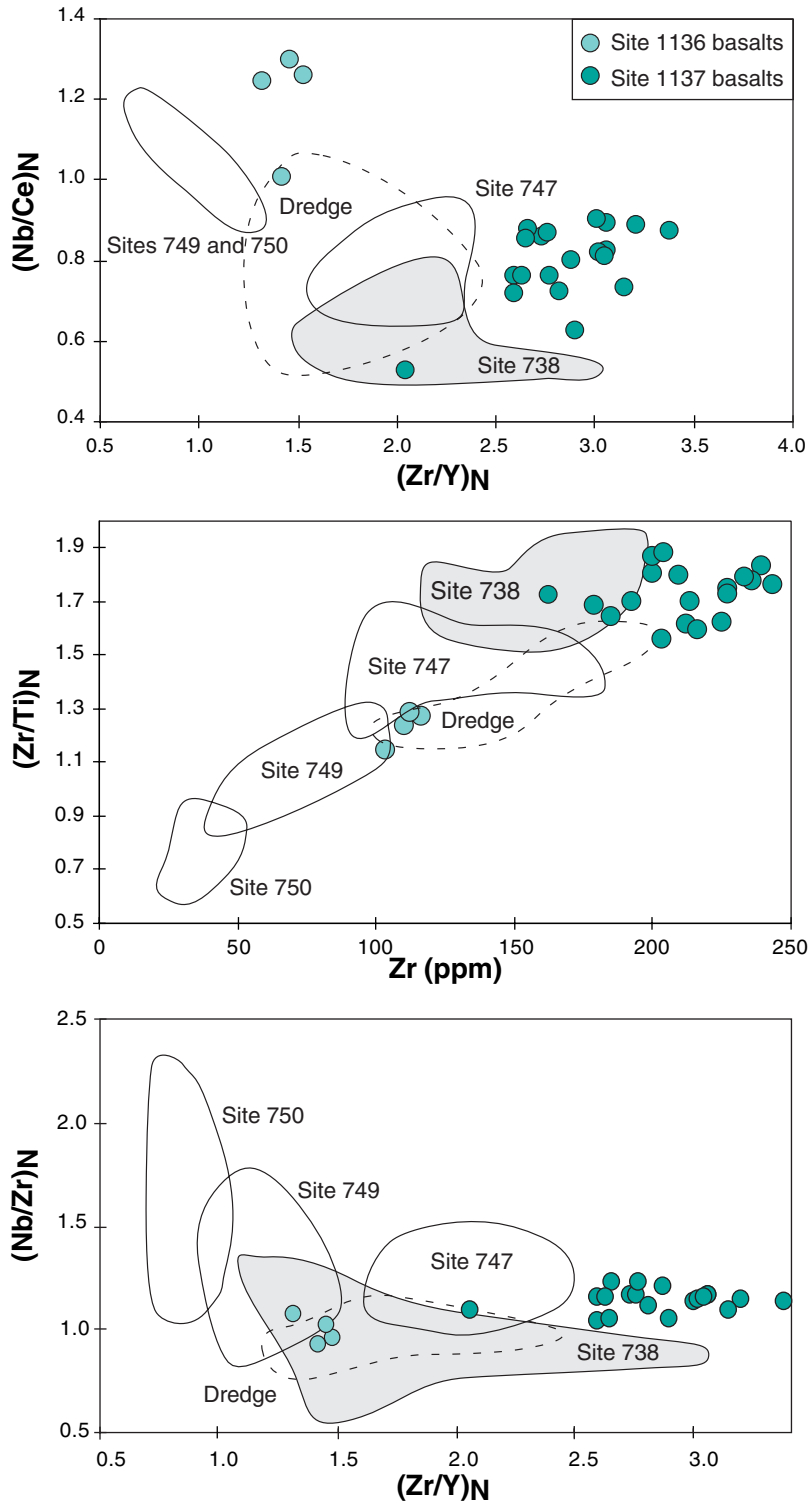 1.4
1.2
1.0
0.8
0.6
0.4
(Nb/Ce)N
Site 1136 basalts
Site 1137 basalts
Site 747
Dredge
Sites 749 and 750
Site 738
0.5 1.0 1.5 2.0 2.5 3.0 3.5 4.0
(Zr/Y)N
1.9
1.7
1.5
1.3
1.1
0.9
0.7
0.5
(Zr/Ti)N
Site 738
Site 747
Dredge
Site 749
Site 750
0 50 100 150 200 250
Zr (ppm)
2.5
2.0
1.5
1.0
0.5
(Nb/Zr)N
Site 750
Site 749
Site 747
Site 738
Dredge
0.5 1.0 1.5 2.0 2.5 3.0
(Zr/Y)N